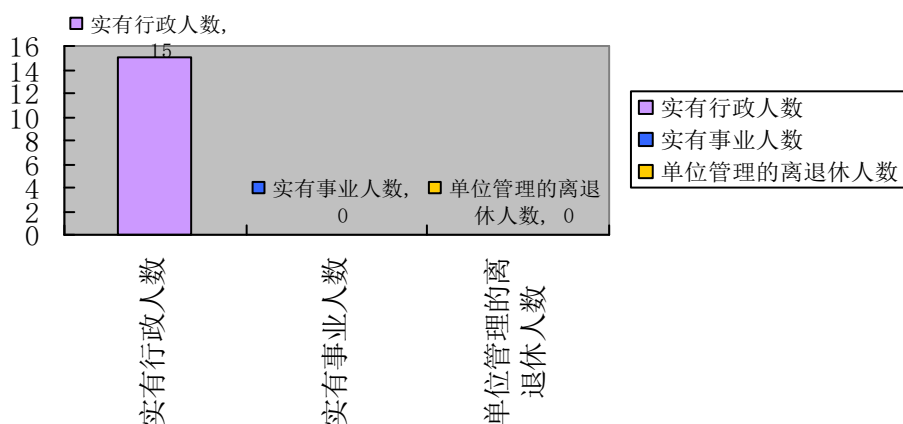 实有行政人数,
15
16
14
12
10
8
6
4
2
0
实有事业人数,
0
单位管理的离退
休人数, 0
实有行政人数
实有事业人数
单位管理的离
退休人数
实有行政人数
实有事业人数
单位管理的离退休人数